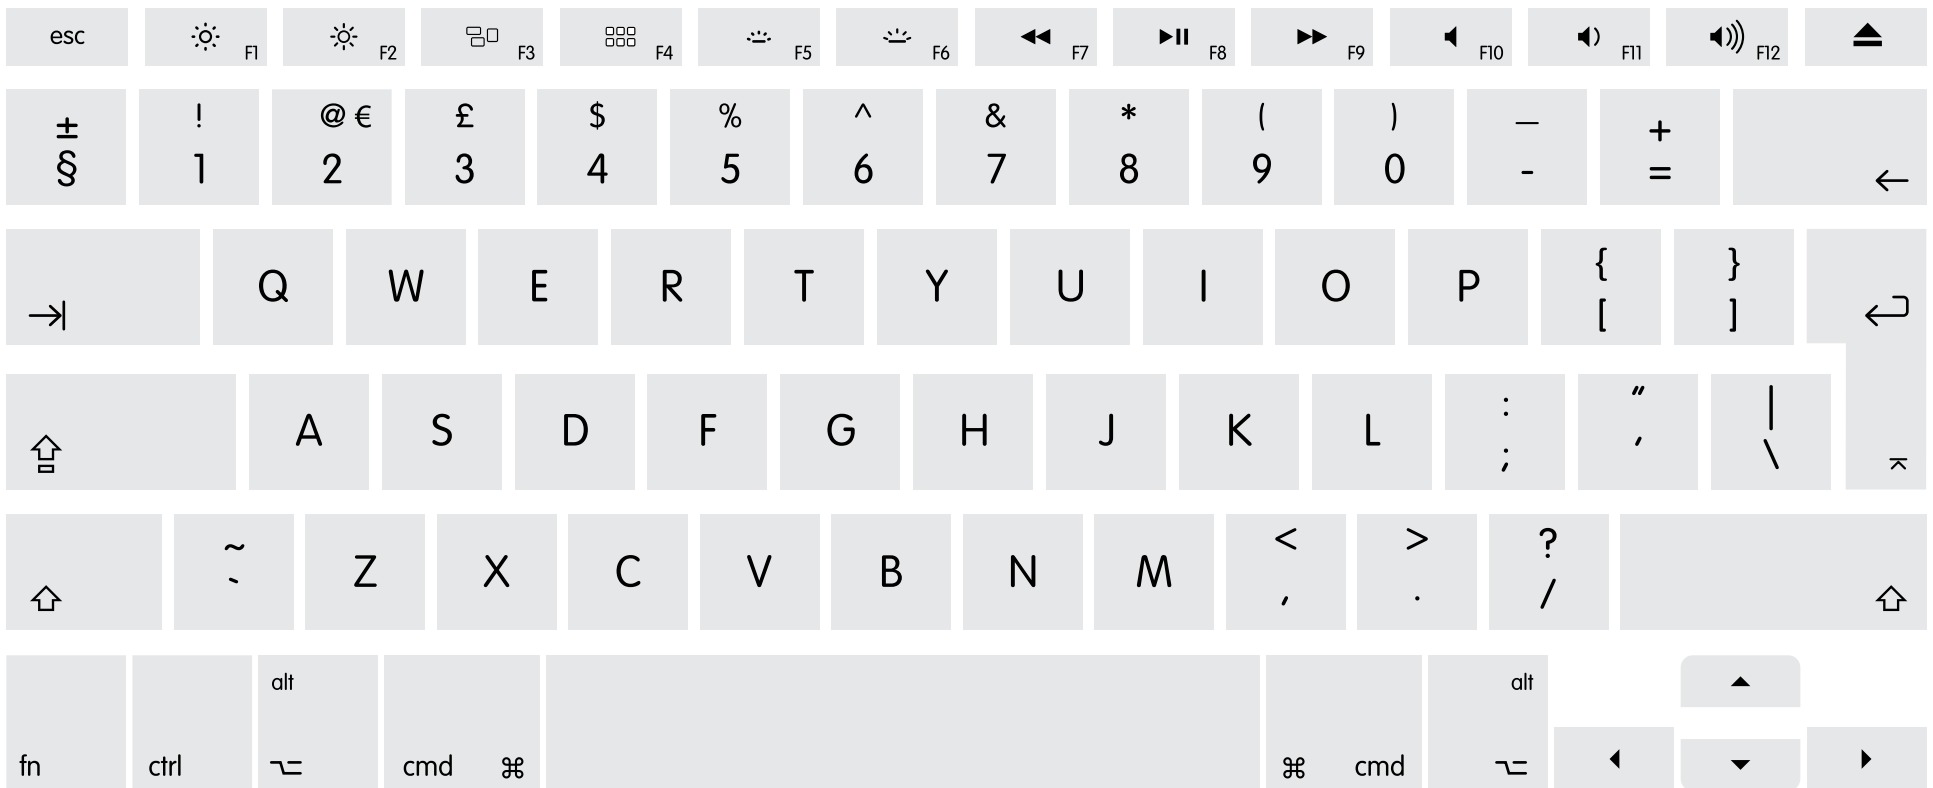 esc F1 F2 F3 F4 F5 F6 F7 F8 F9 F10 F11 F12
± ! @ € £ $ % ^ & * ( ) — +
§ 1 2 3 4 5 6 7 8 9 0 - =
Q W E R T Y U I O P { }
[ ]
A S D F G H J K L : " |
; ' \
~ Z X C V B N M < > ?
` , . /
alt alt
fn ctrl ⌥ cmd ⌘ ⌘ cmd ⌥